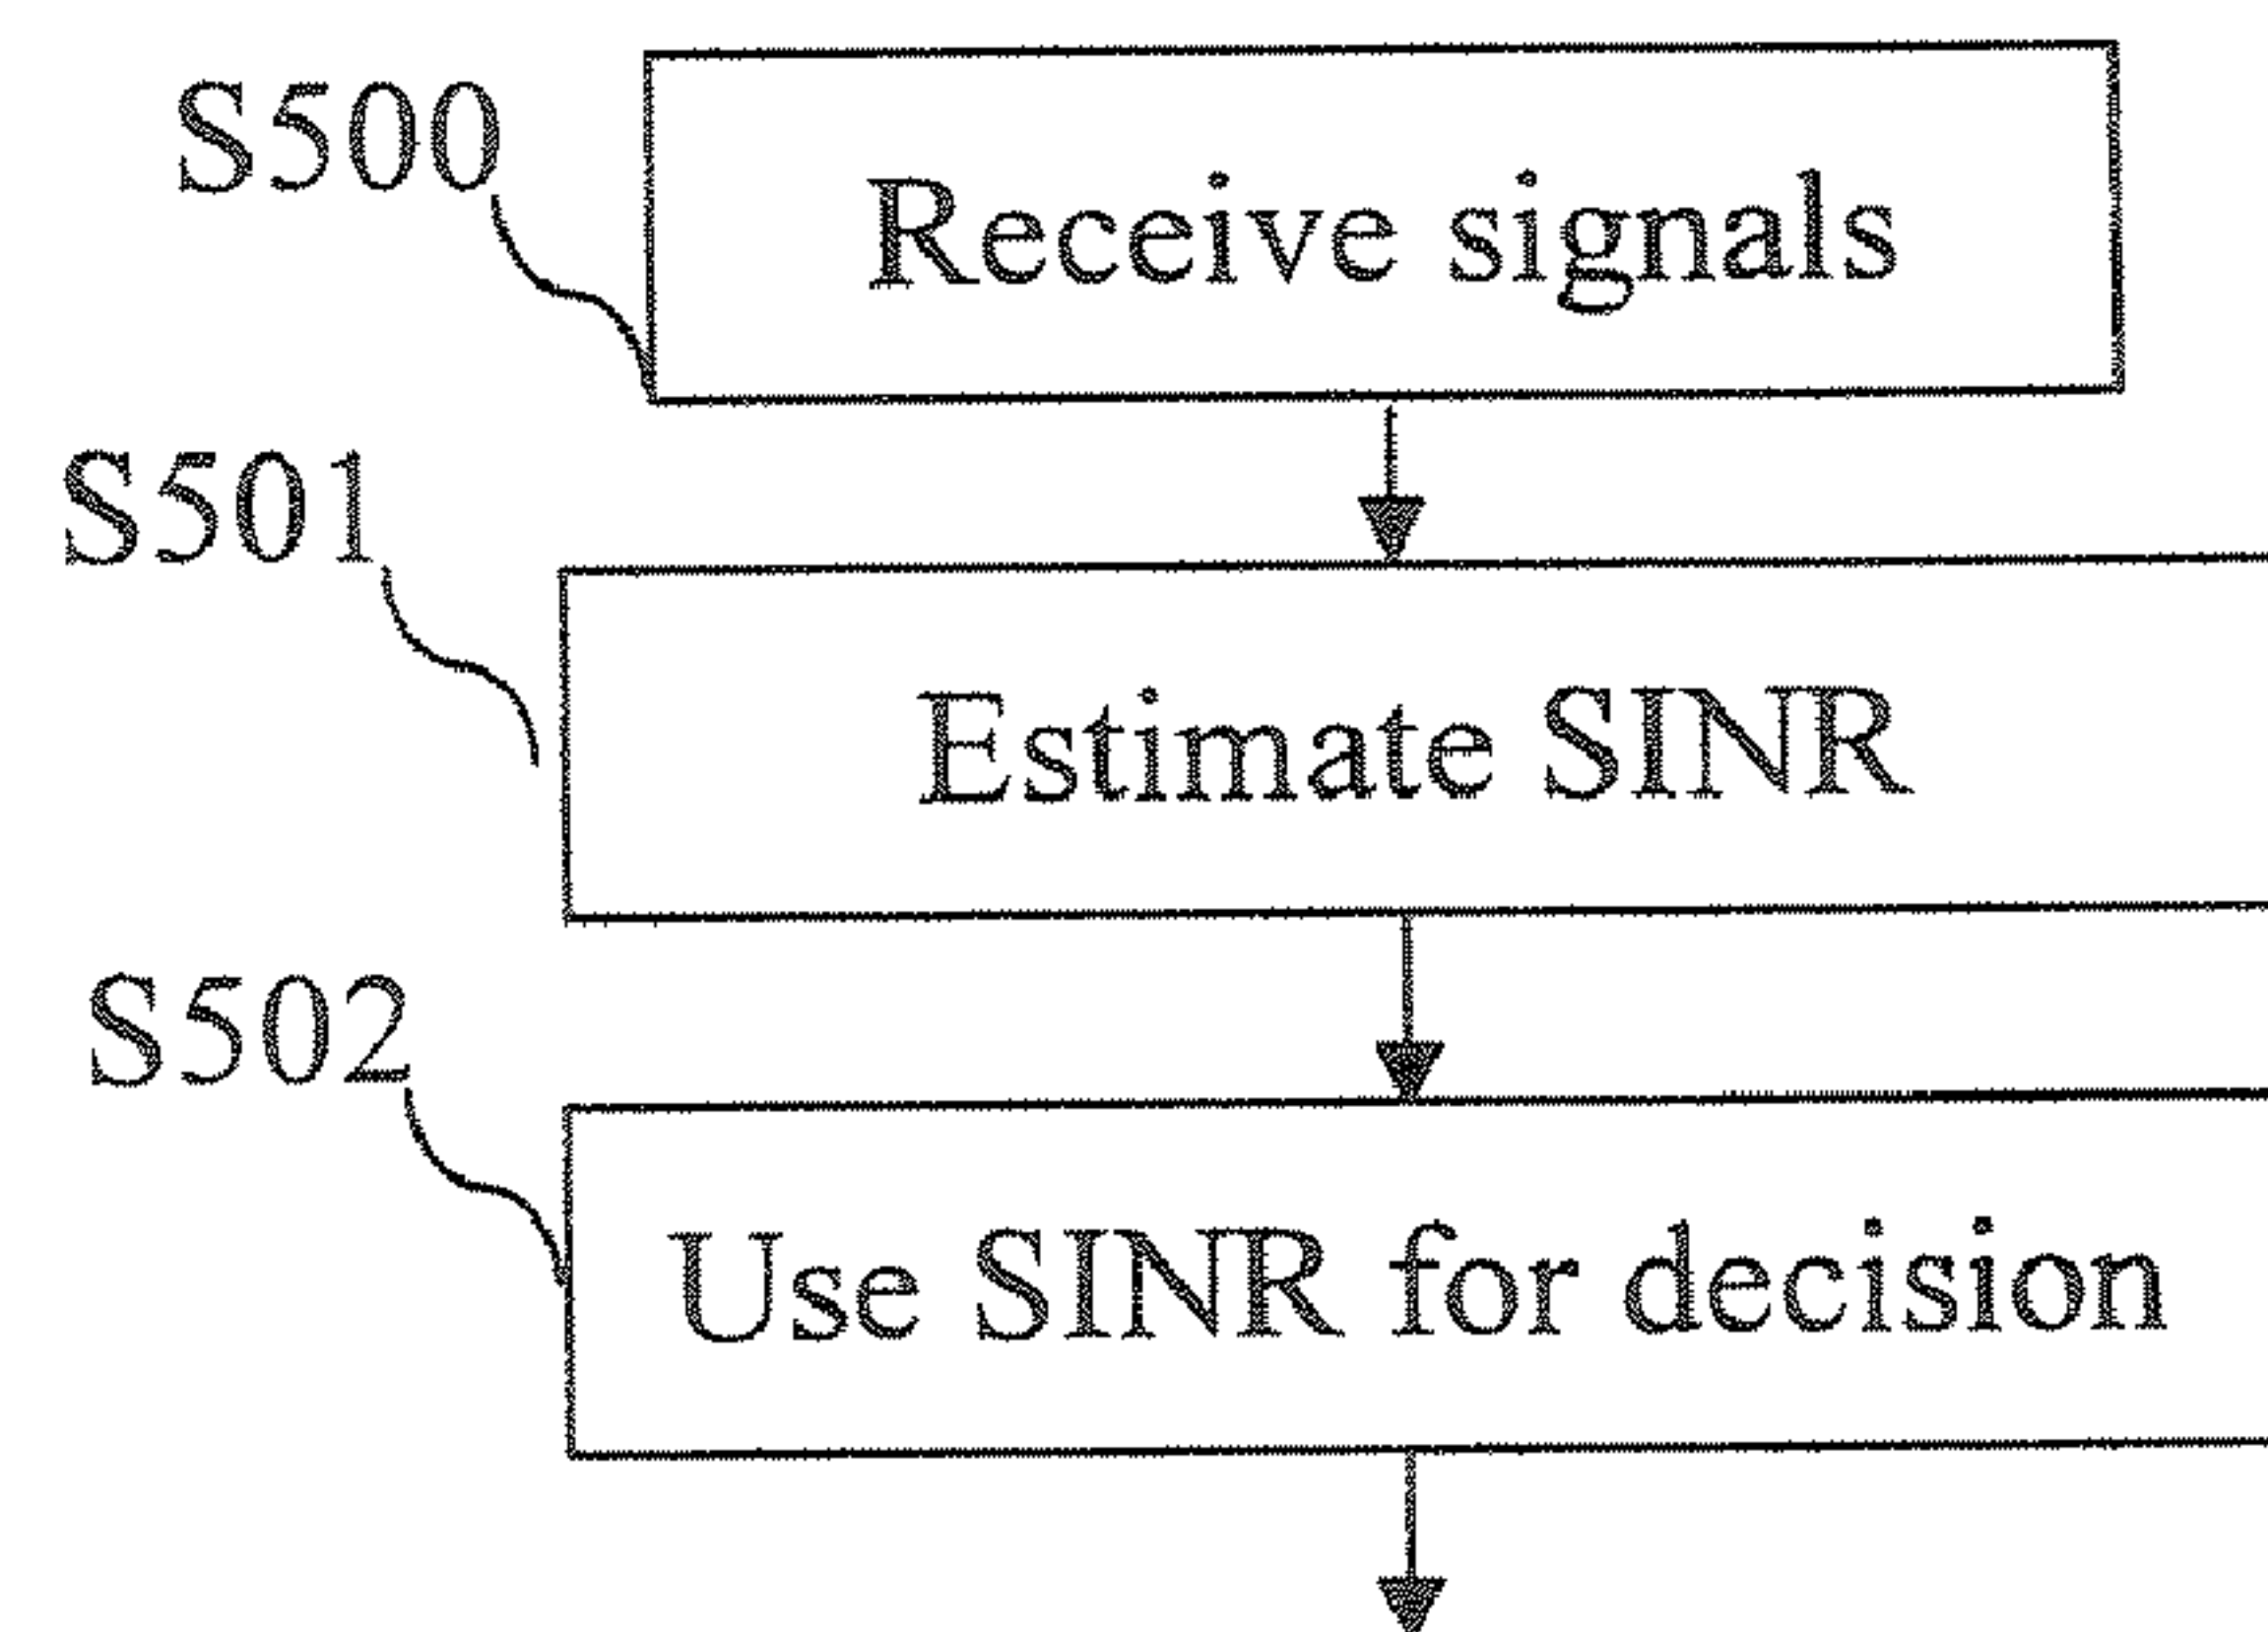 S500
Receive signals
S501
Estimate SINR
S502
Use SINR for decision